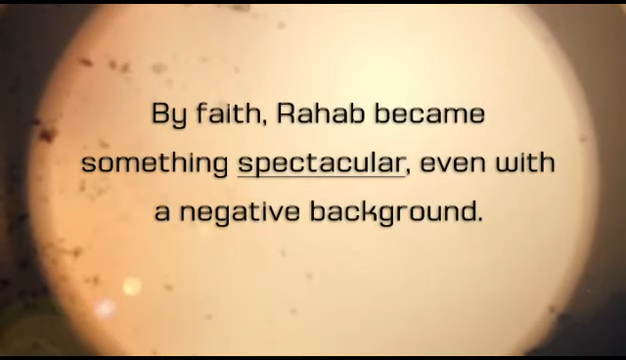 By faith, Rahab became
something spectacular, even with
a negative background.